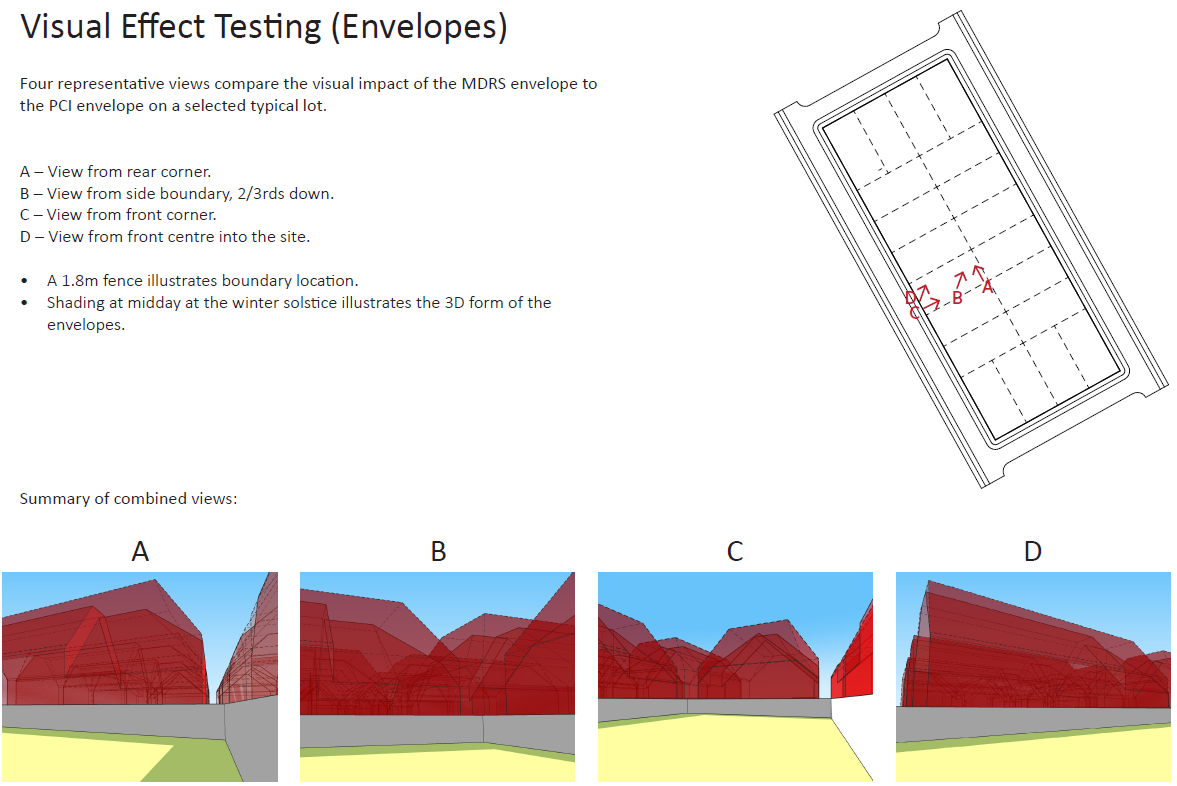 Visual Effect Testing (Envelopes)
Four representative views compare the visual impact of the MDRS envelope to
the PCI envelope on a selected typical lot.
A – View from rear corner.
B – View from side boundary, 2/3rds down.
C – View from front corner.
D – View from front centre into the site.
• A 1.8m fence illustrates boundary location.
• Shading at midday at the winter solstice illustrates the 3D form of the
envelopes.
D
C
B
A
Summary of combined views:
A
B
C
D